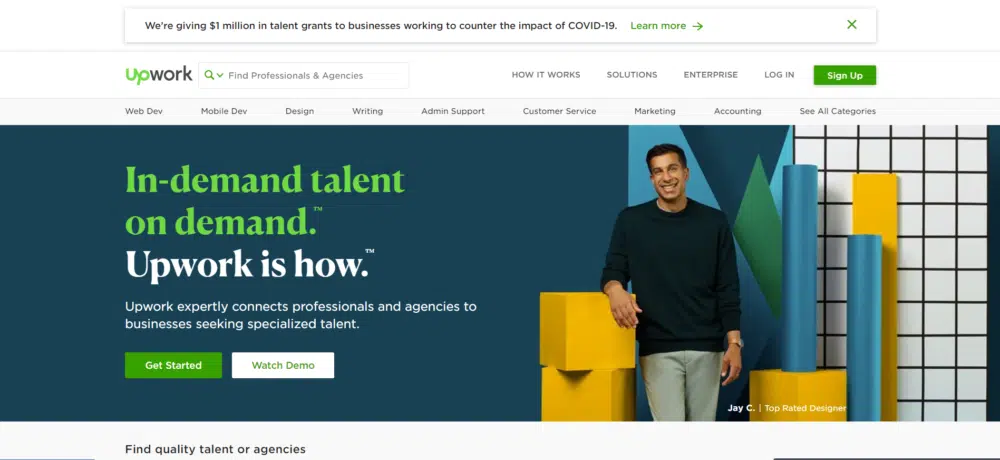 We're giving $1 million in talent grants to businesses working to counter the impact of COVID-19. Learn more →
upwork Find Professionals & Agencies HOW IT WORKS SOLUTIONS ENTERPRISE LOG IN Sign Up
Web Dev Mobile Dev Design Writing Admin Support Customer Service Marketing Accounting See All Categories
In-demand talent
on demand.™
Upwork is how.™
Upwork expertly connects professionals and agencies to
businesses seeking specialized talent.
Get Started Watch Demo
Jay C. | Top Rated Designer
Find quality talent or agencies